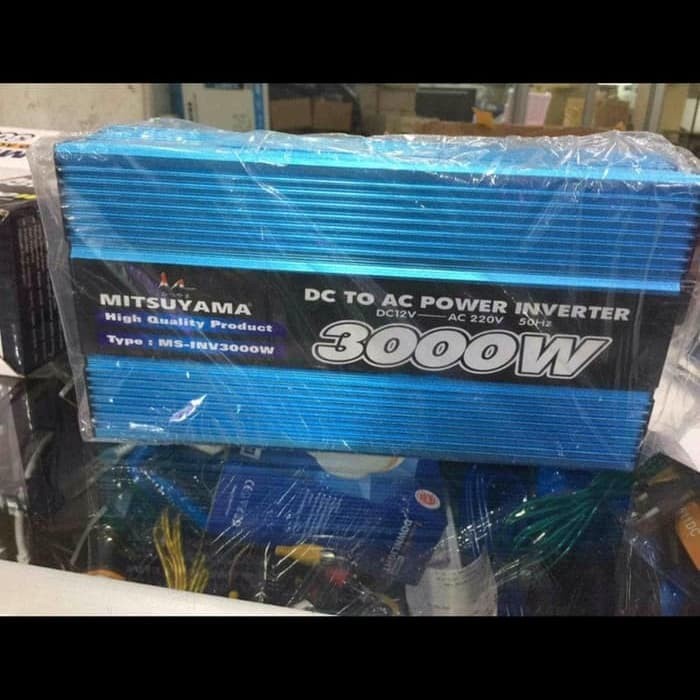 MITSUYAMA
High Quality Product
Type : MS-INV3000W
DC TO AC POWER INVERTER
DC12V AC 220V 50Hz
3000W